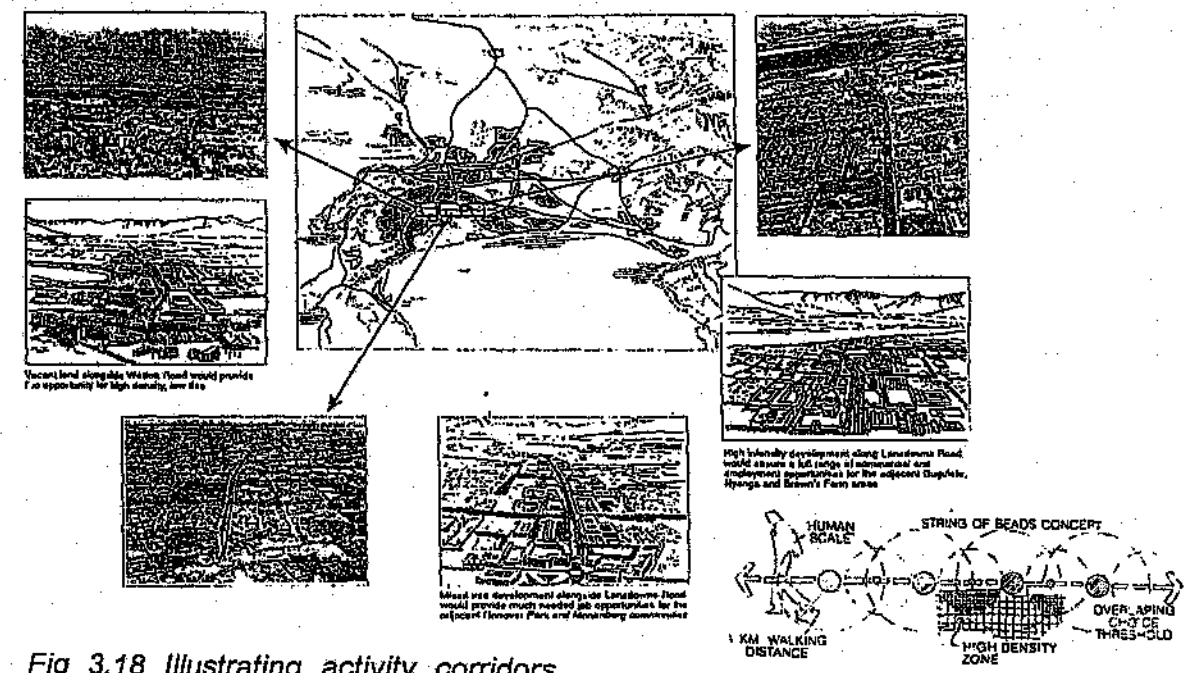 Vacant land alongside Wetton Road would provide
the opportunity for high density, low rise
High intensity development along Lansdowne Road
would ensure a full range of commercial and
employment opportunities for the adjacent Guguletu,
Nyanga and Brown's Farm areas
Mixed use development alongside Lansdowne Road
would provide much needed job opportunities for the
adjacent Hanover Park and Manenberg communities
HUMAN
SCALE
STRING OF BEADS CONCEPT
1 KM WALKING
DISTANCE
HIGH DENSITY
ZONE
OVERLAPING
CHOICE
THRESHOLD
Fig 3.18 Illustrating activity corridors